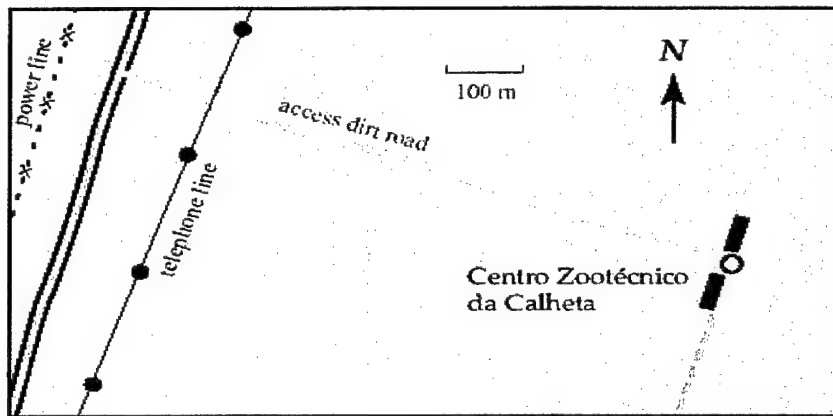 power line
N
100 m
access dirt road
telephone line
Centro Zootécnico
da Calheta